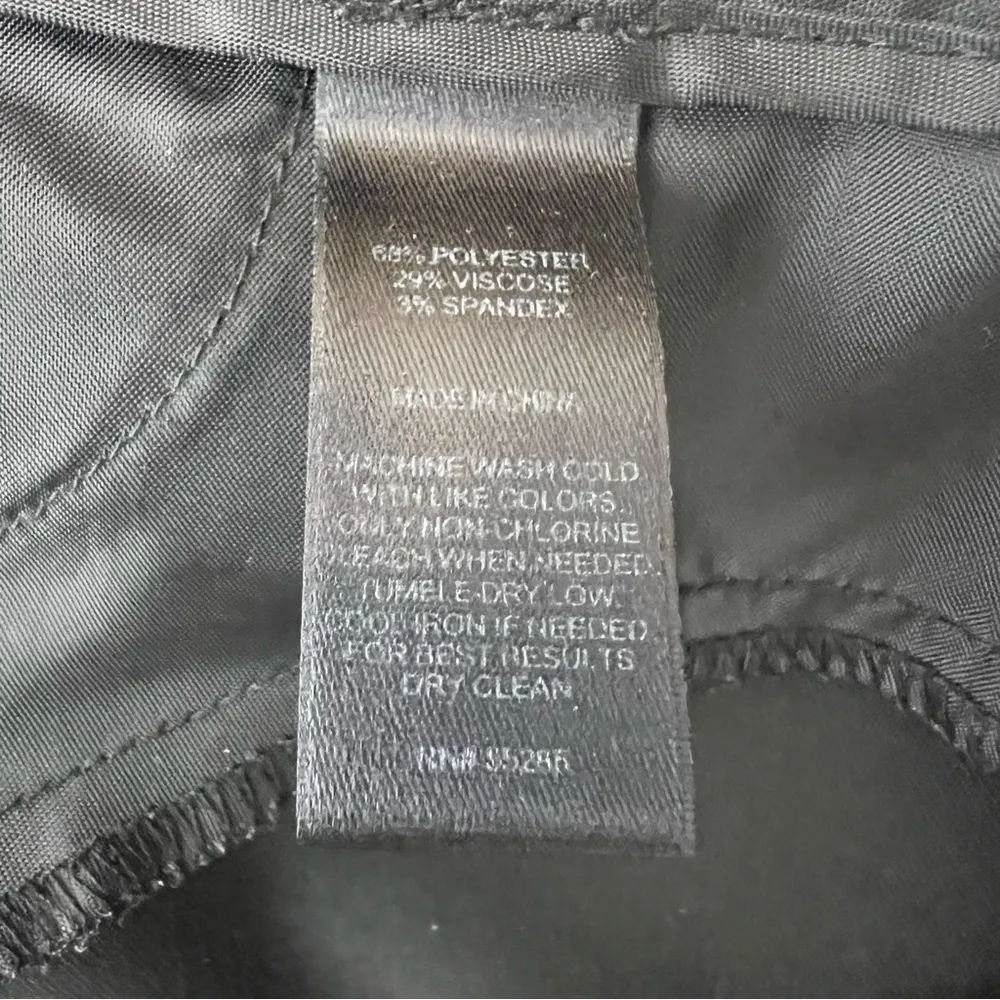 68% POLYESTER
29% VISCOSE
3% SPANDEX
MADE IN CHINA
MACHINE WASH COLD
WITH LIKE COLORS.
ONLY NON-CHLORINE
BLEACH WHEN NEEDED.
TUMBLE DRY LOW.
COOL IRON IF NEEDED.
FOR BEST RESULTS
DRY CLEAN
RN#